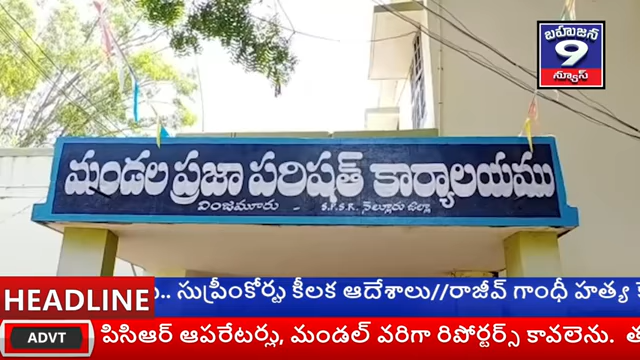 బహుజన
9
న్యూస్
మండల ప్రజా పరిషత్ కార్యాలయము
వింజమూరు - S.P.S.R. నెల్లూరు జిల్లా
HEADLINE .. సుప్రీంకోర్టు కీలక ఆదేశాలు//రాజీవ్ గాంధీ హత్య
ADVT పిసిఆర్ ఆపరేటర్లు, మండల్ వరిగా రిపోర్టర్స్ కావలెను.